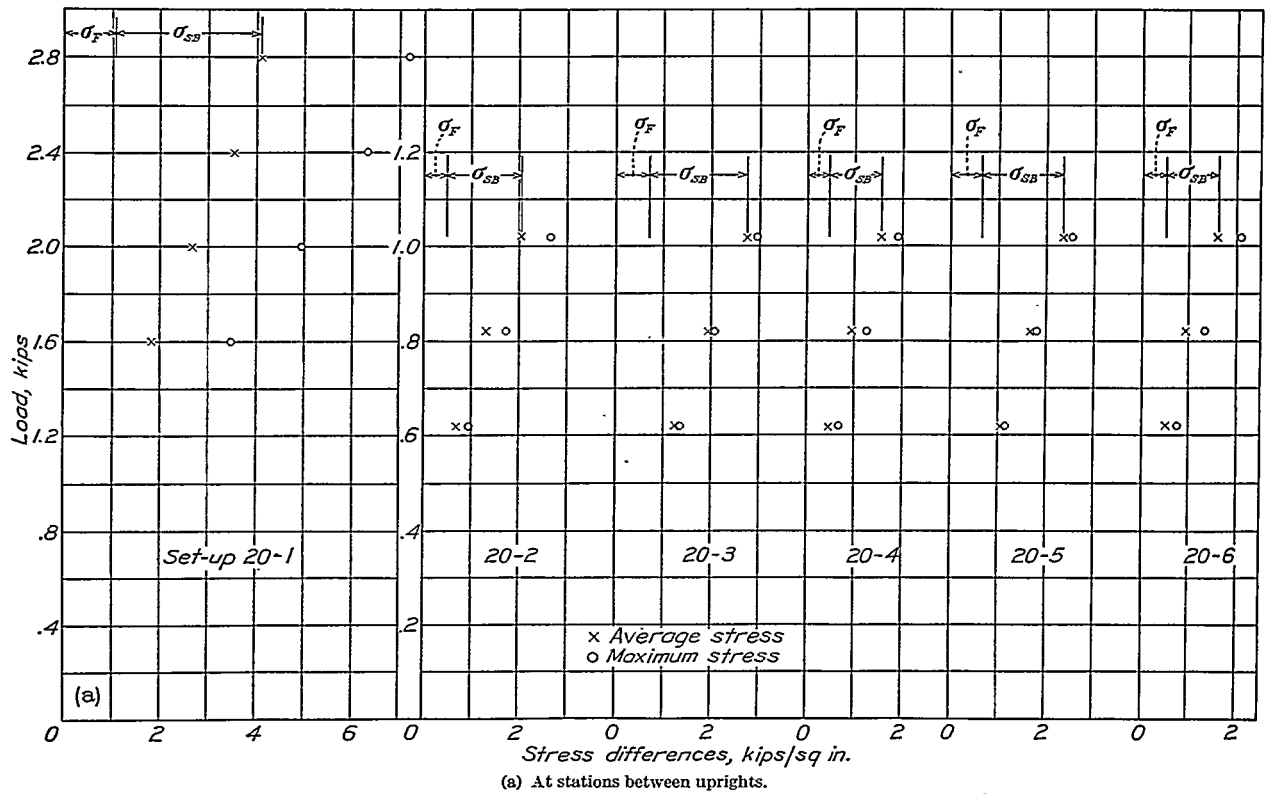 σF σSB
2.8
2.4
2.0
1.6
1.2
.8
.4
Load, kips
1.2
1.0
.8
.6
.4
.2
σF σSB
σF σSB
σF σSB
σF σSB
σF σSB
Set-up 20-1 20-2 20-3 20-4 20-5 20-6
× Average stress
o Maximum stress
(a)
0 2 4 6 0 2 0 2 0 2 0 2 0 2
Stress differences, kips/sq in.
(a) At stations between uprights.